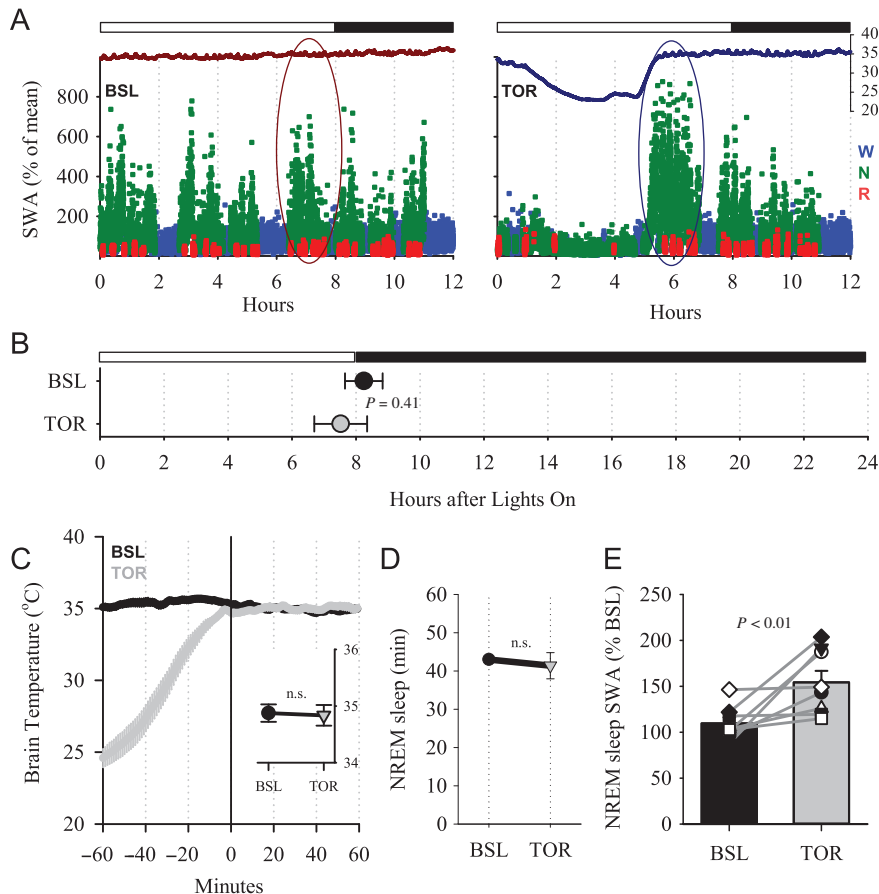 A
BSL
TOR
SWA (% of mean)
800
600
400
200
0 2 4 6 8 10 12
Hours
0 2 4 6 8 10 12
Hours
40
35
30
25
20
W
N
R
B
BSL
P = 0.41
TOR
0 2 4 6 8 10 12 14 16 18 20 22 24
Hours after Lights On
C
BSL
TOR
Brain Temperature (°C)
40
35
30
25
20
−60 −40 −20 0 20 40 60
Minutes
36
n.s.
35
34
BSL TOR
D
NREM sleep (min)
60
50
40
30
20
10
0
n.s.
BSL TOR
E
NREM sleep SWA (% BSL)
250
200
150
100
50
0
P < 0.01
BSL TOR